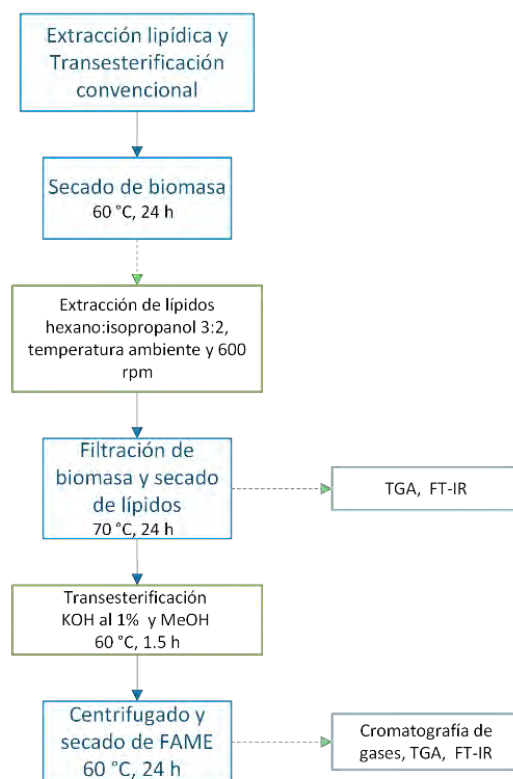 Extracción lipídica y
Transesterificación
convencional
Secado de biomasa
60 °C, 24 h
Extracción de lípidos
hexano:isopropanol 3:2,
temperatura ambiente y 600
rpm
Filtración de
biomasa y secado
de lípidos
70 °C, 24 h
TGA, FT-IR
Transesterificación
KOH al 1% y MeOH
60 °C, 1.5 h
Centrifugado y
secado de FAME
60 °C, 24 h
Cromatografía de
gases, TGA, FT-IR